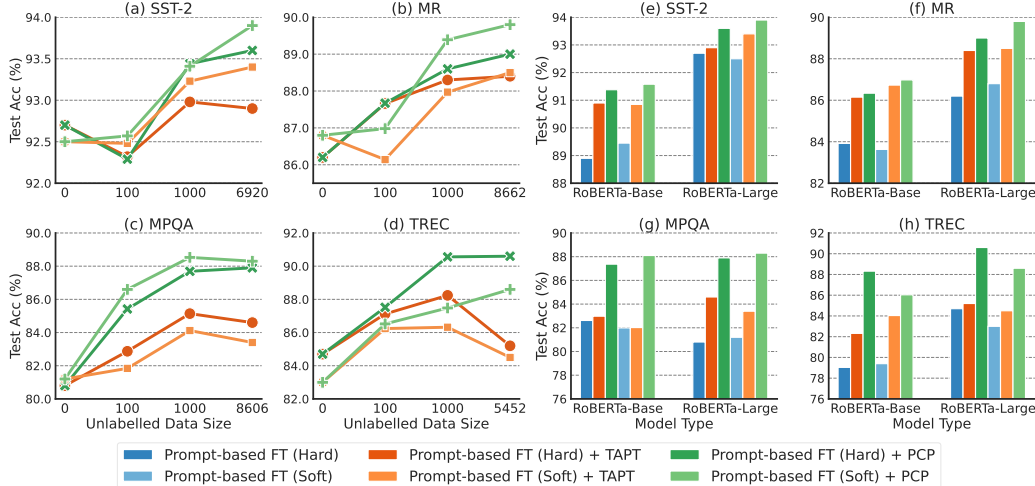 (a) SST-2
(b) MR
(e) SST-2
(f) MR
Test Acc (%)
94.0
93.5
93.0
92.5
92.0
0 100 1000 6920
90.0
89.0
88.0
87.0
86.0
0 100 1000 8662
Test Acc (%)
94
93
92
91
90
89
88
RoBERTa-Base RoBERTa-Large
90
88
86
84
82
RoBERTa-Base RoBERTa-Large
(c) MPQA
(d) TREC
(g) MPQA
(h) TREC
Test Acc (%)
90.0
88.0
86.0
84.0
82.0
80.0
0 100 1000 8606
Unlabelled Data Size
92.0
90.0
88.0
86.0
84.0
82.0
0 100 1000 5452
Unlabelled Data Size
Test Acc (%)
90
88
86
84
82
80
78
76
RoBERTa-Base RoBERTa-Large
Model Type
92
90
88
86
84
82
80
78
76
RoBERTa-Base RoBERTa-Large
Model Type
Prompt-based FT (Hard)
Prompt-based FT (Hard) + TAPT
Prompt-based FT (Hard) + PCP
Prompt-based FT (Soft)
Prompt-based FT (Soft) + TAPT
Prompt-based FT (Soft) + PCP